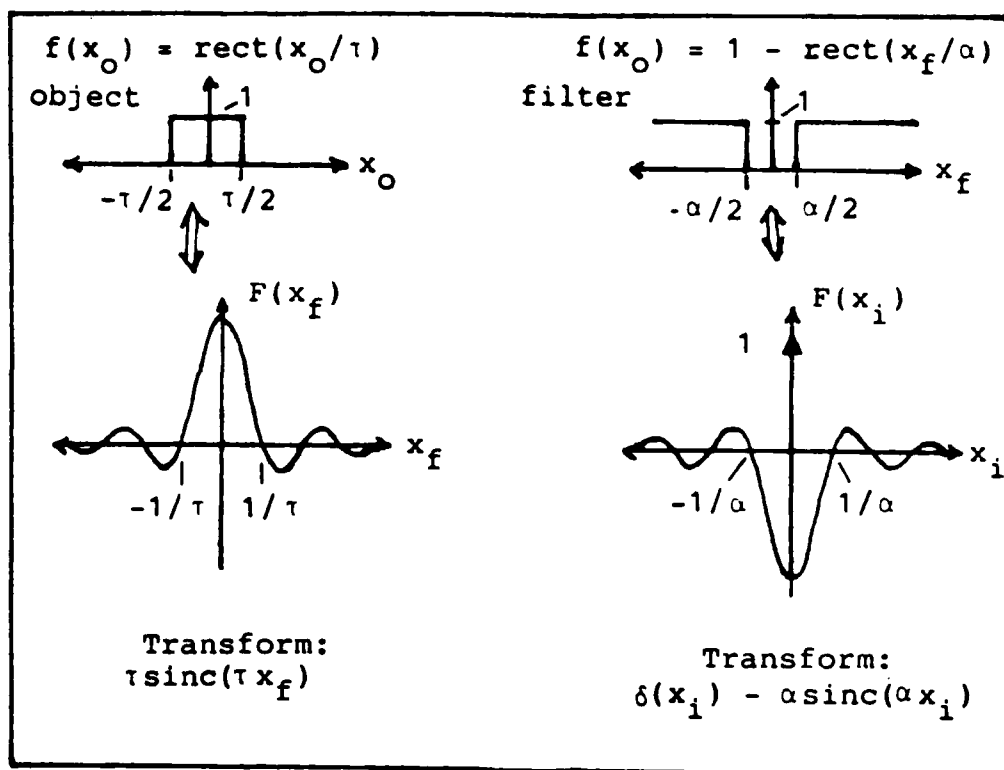 f(x_o) = rect(x_o/τ)
object
1
x_o
-τ/2 τ/2
F(x_f)
x_f
-1/τ 1/τ
Transform:
τsinc(τx_f)
f(x_o) = 1 - rect(x_f/α)
filter
1
x_f
-α/2 α/2
F(x_i)
1
x_i
-1/α 1/α
Transform:
δ(x_i) - αsinc(αx_i)